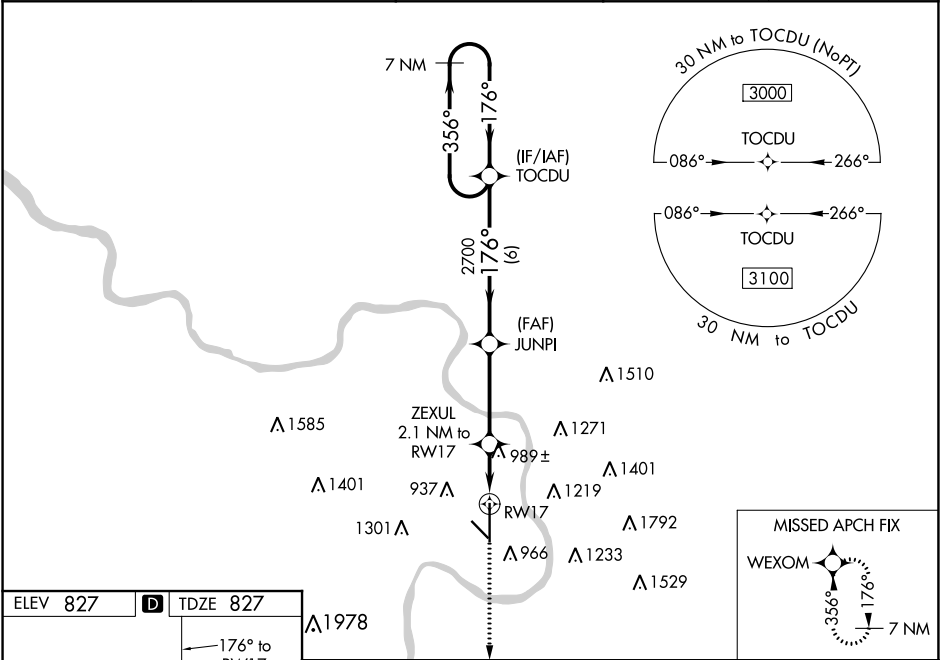 30 NM to TOCDU (NoPT)
7 NM
3000
356°
176°
TOCDU
(IF/IAF)
TOCDU
086°
266°
086°
266°
TOCDU
2700
176°
(6)
3100
30 NM to TOCDU
(FAF)
JUNPI
1510
1585
ZEXUL
2.1 NM to
RW17
1271
989±
1401
1401
937
1219
RW17
1301
1792
MISSED APCH FIX
966
1233
WEXOM
1529
356°
176°
7 NM
ELEV 827
D
TDZE 827
1978
176° to
RW17